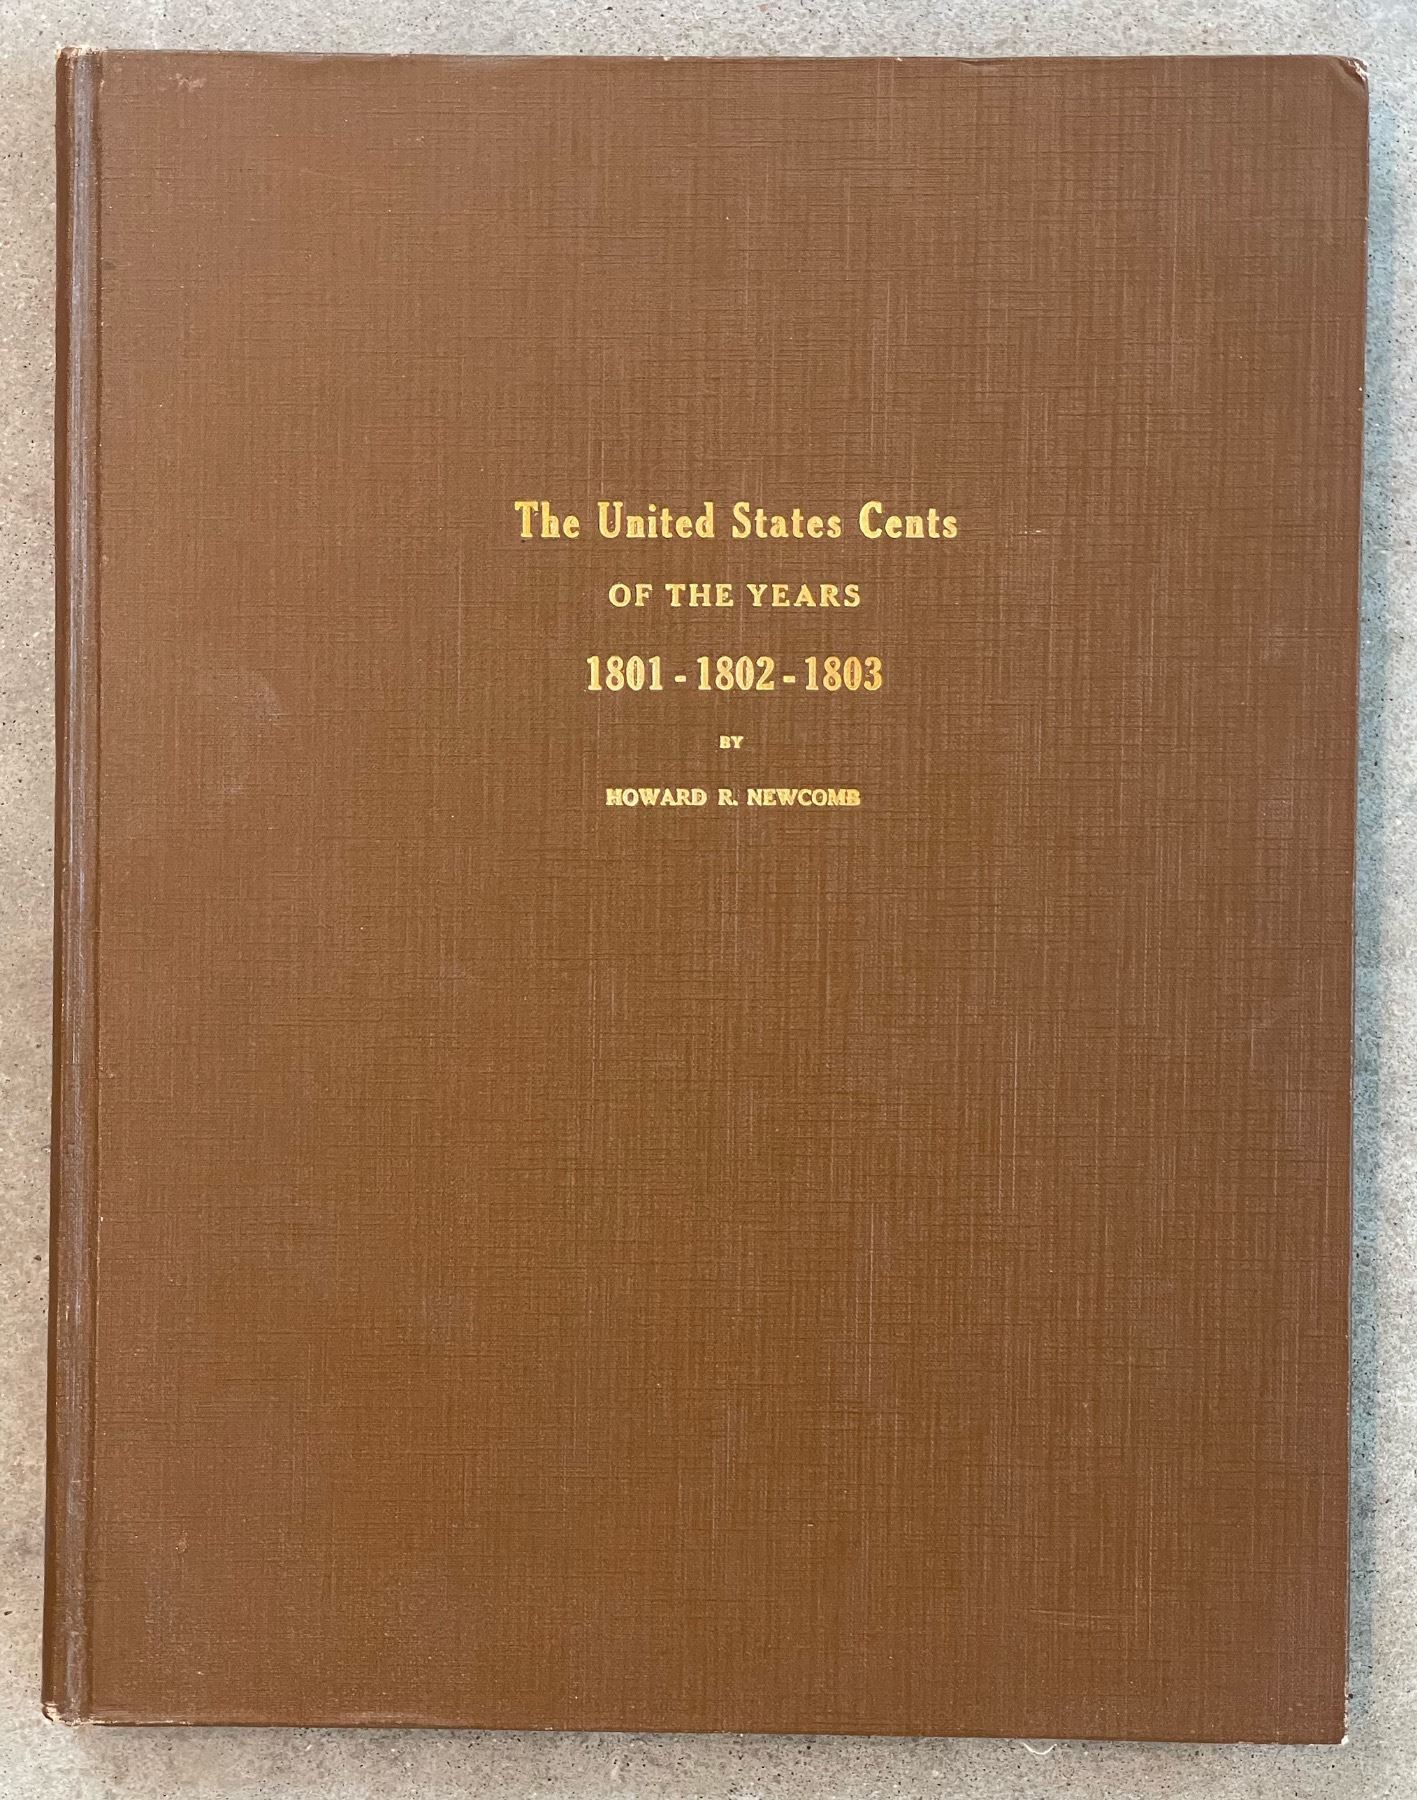 The United States Cents
OF THE YEARS
1801 - 1802 - 1803
BY
HOWARD R. NEWCOMB